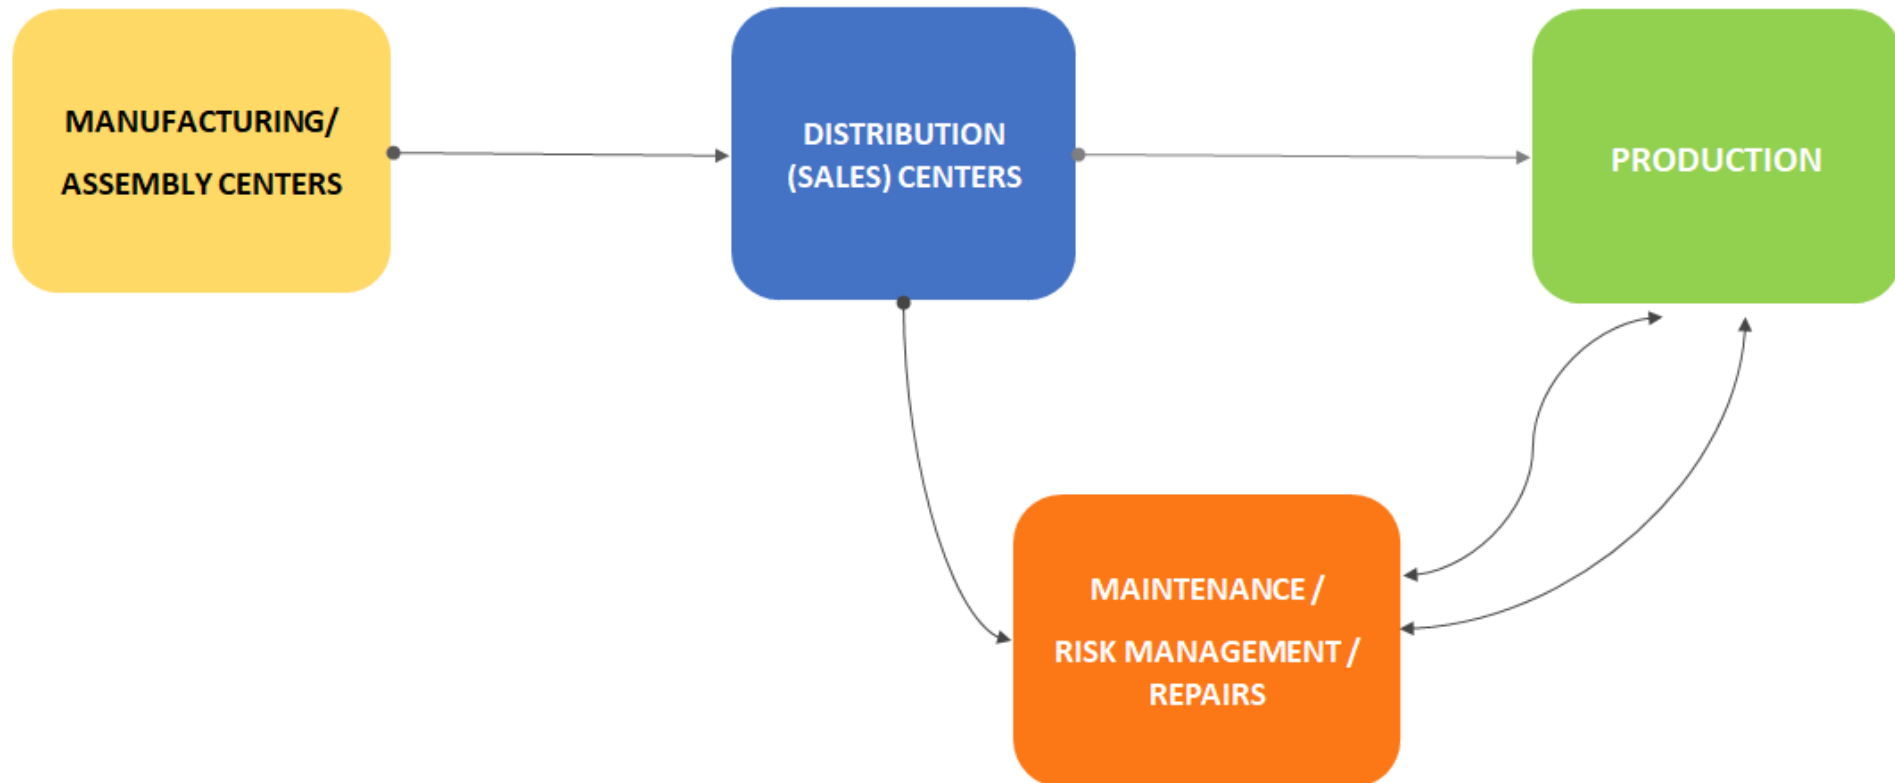 MANUFACTURING/
ASSEMBLY CENTERS
DISTRIBUTION
(SALES) CENTERS
PRODUCTION
MAINTENANCE /
RISK MANAGEMENT /
REPAIRS